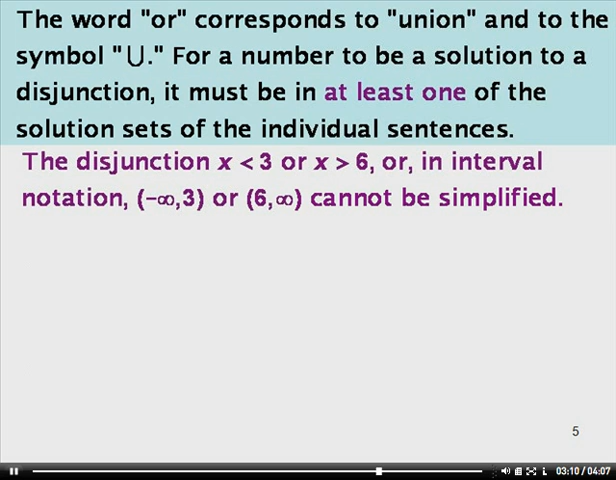 The word "or" corresponds to "union" and to the
symbol "∪." For a number to be a solution to a
disjunction, it must be in at least one of the
solution sets of the individual sentences.
The disjunction x < 3 or x > 6, or, in interval
notation, (-∞,3) or (6,∞) cannot be simplified.
5
03:10 / 04:07